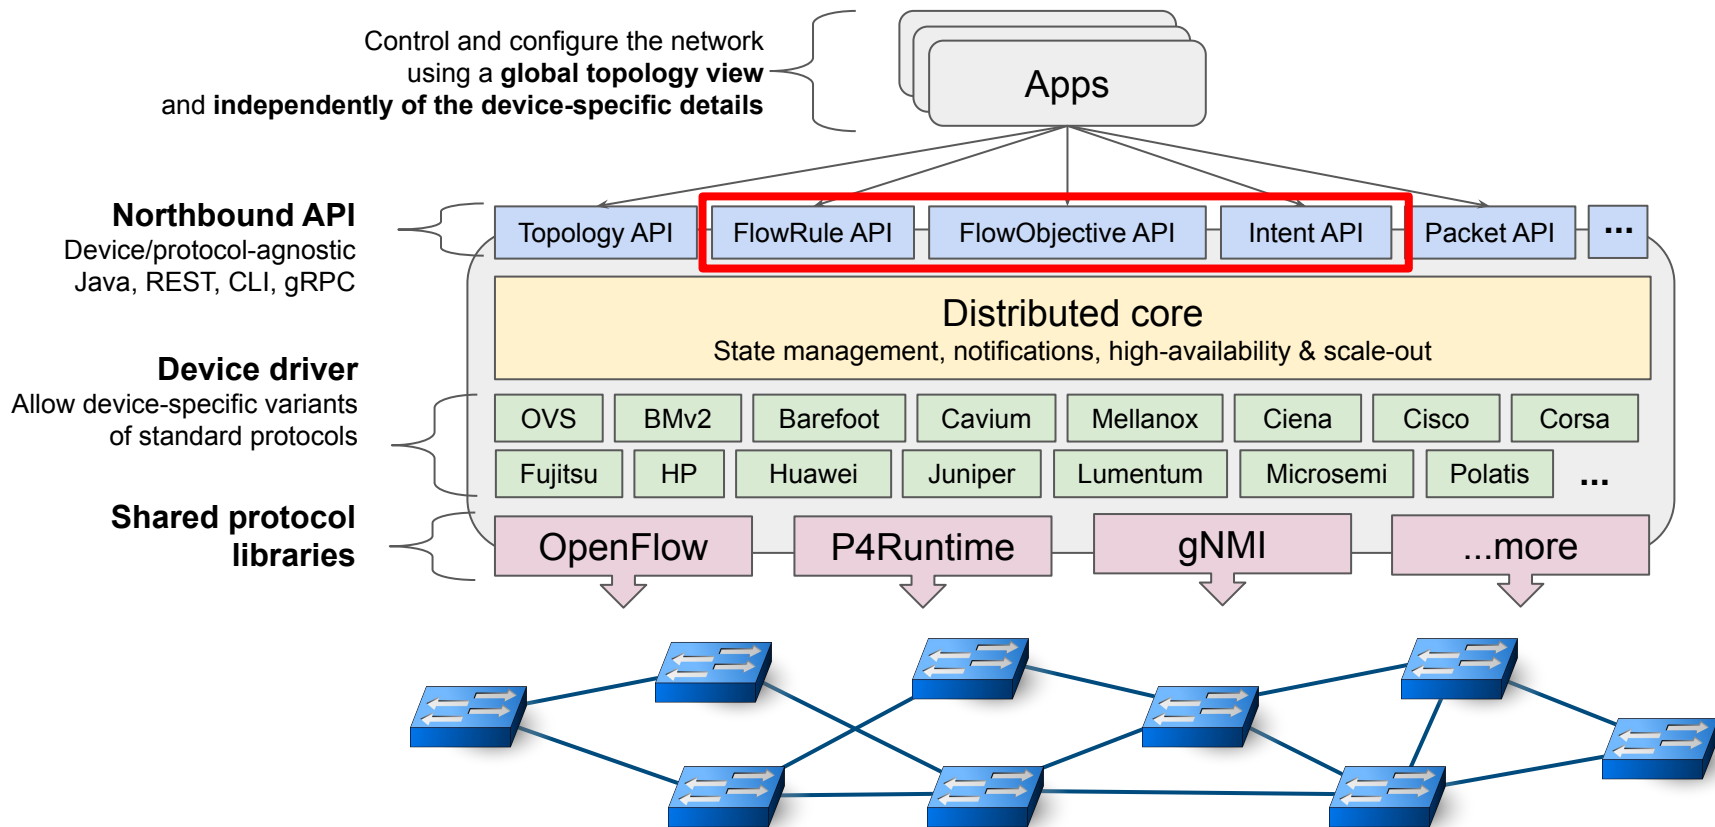 Control and configure the network
using a global topology view
and independently of the device-specific details
Apps
Northbound API
Device/protocol-agnostic
Java, REST, CLI, gRPC
Topology API
FlowRule API
FlowObjective API
Intent API
Packet API
...
Distributed core
State management, notifications, high-availability & scale-out
Device driver
Allow device-specific variants
of standard protocols
OVS
BMv2
Barefoot
Cavium
Mellanox
Ciena
Cisco
Corsa
Fujitsu
HP
Huawei
Juniper
Lumentum
Microsemi
Polatis
...
Shared protocol
libraries
OpenFlow
P4Runtime
gNMI
...more